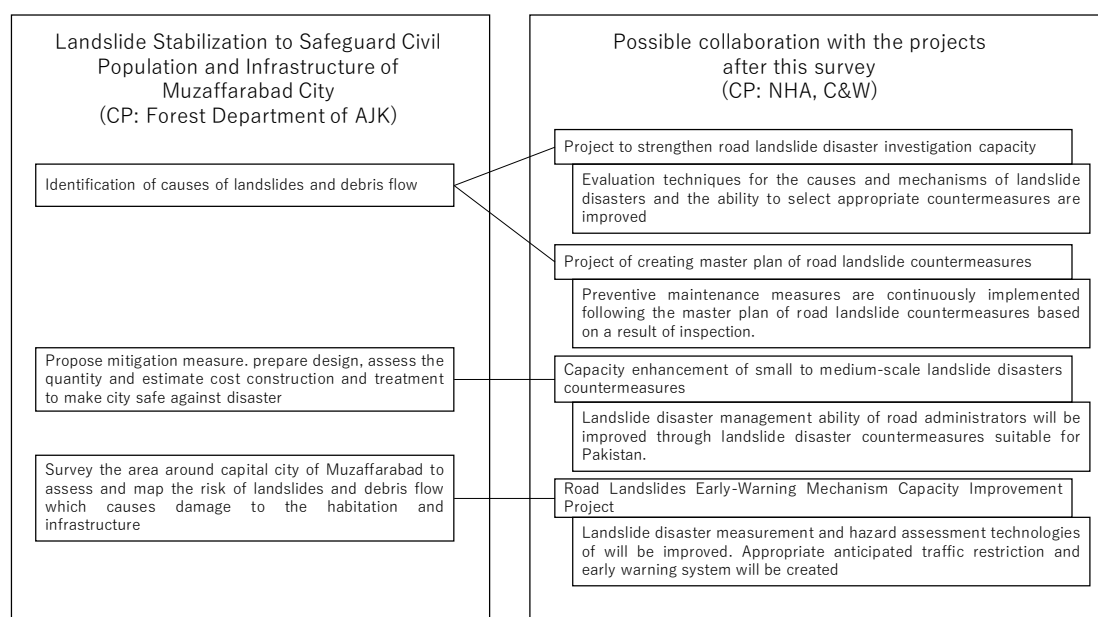 Landslide Stabilization to Safeguard Civil
Population and Infrastructure of
Muzaffarabad City
(CP: Forest Department of AJK)
Identification of causes of landslides and debris flow
Propose mitigation measure. prepare design, assess the
quantity and estimate cost construction and treatment
to make city safe against disaster
Survey the area around capital city of Muzaffarabad to
assess and map the risk of landslides and debris flow
which causes damage to the habitation and
infrastructure
Possible collaboration with the projects
after this survey
(CP: NHA, C&W)
Project to strengthen road landslide disaster investigation capacity
Evaluation techniques for the causes and mechanisms of landslide
disasters and the ability to select appropriate countermeasures are
improved
Project of creating master plan of road landslide countermeasures
Preventive maintenance measures are continuously implemented
following the master plan of road landslide countermeasures based
on a result of inspection.
Capacity enhancement of small to medium-scale landslide disasters
countermeasures
Landslide disaster management ability of road administrators will be
improved through landslide disaster countermeasures suitable for
Pakistan.
Road Landslides Early-Warning Mechanism Capacity Improvement
Project
Landslide disaster measurement and hazard assessment technologies
of will be improved. Appropriate anticipated traffic restriction and
early warning system will be created